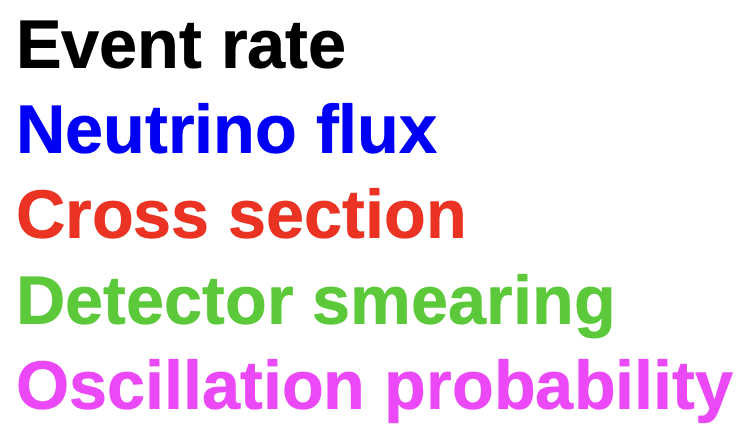 Event rate
Neutrino flux
Cross section
Detector smearing
Oscillation probability